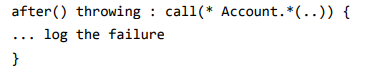 after() throwing : call(* Account.*(..)) {
... log the failure
}